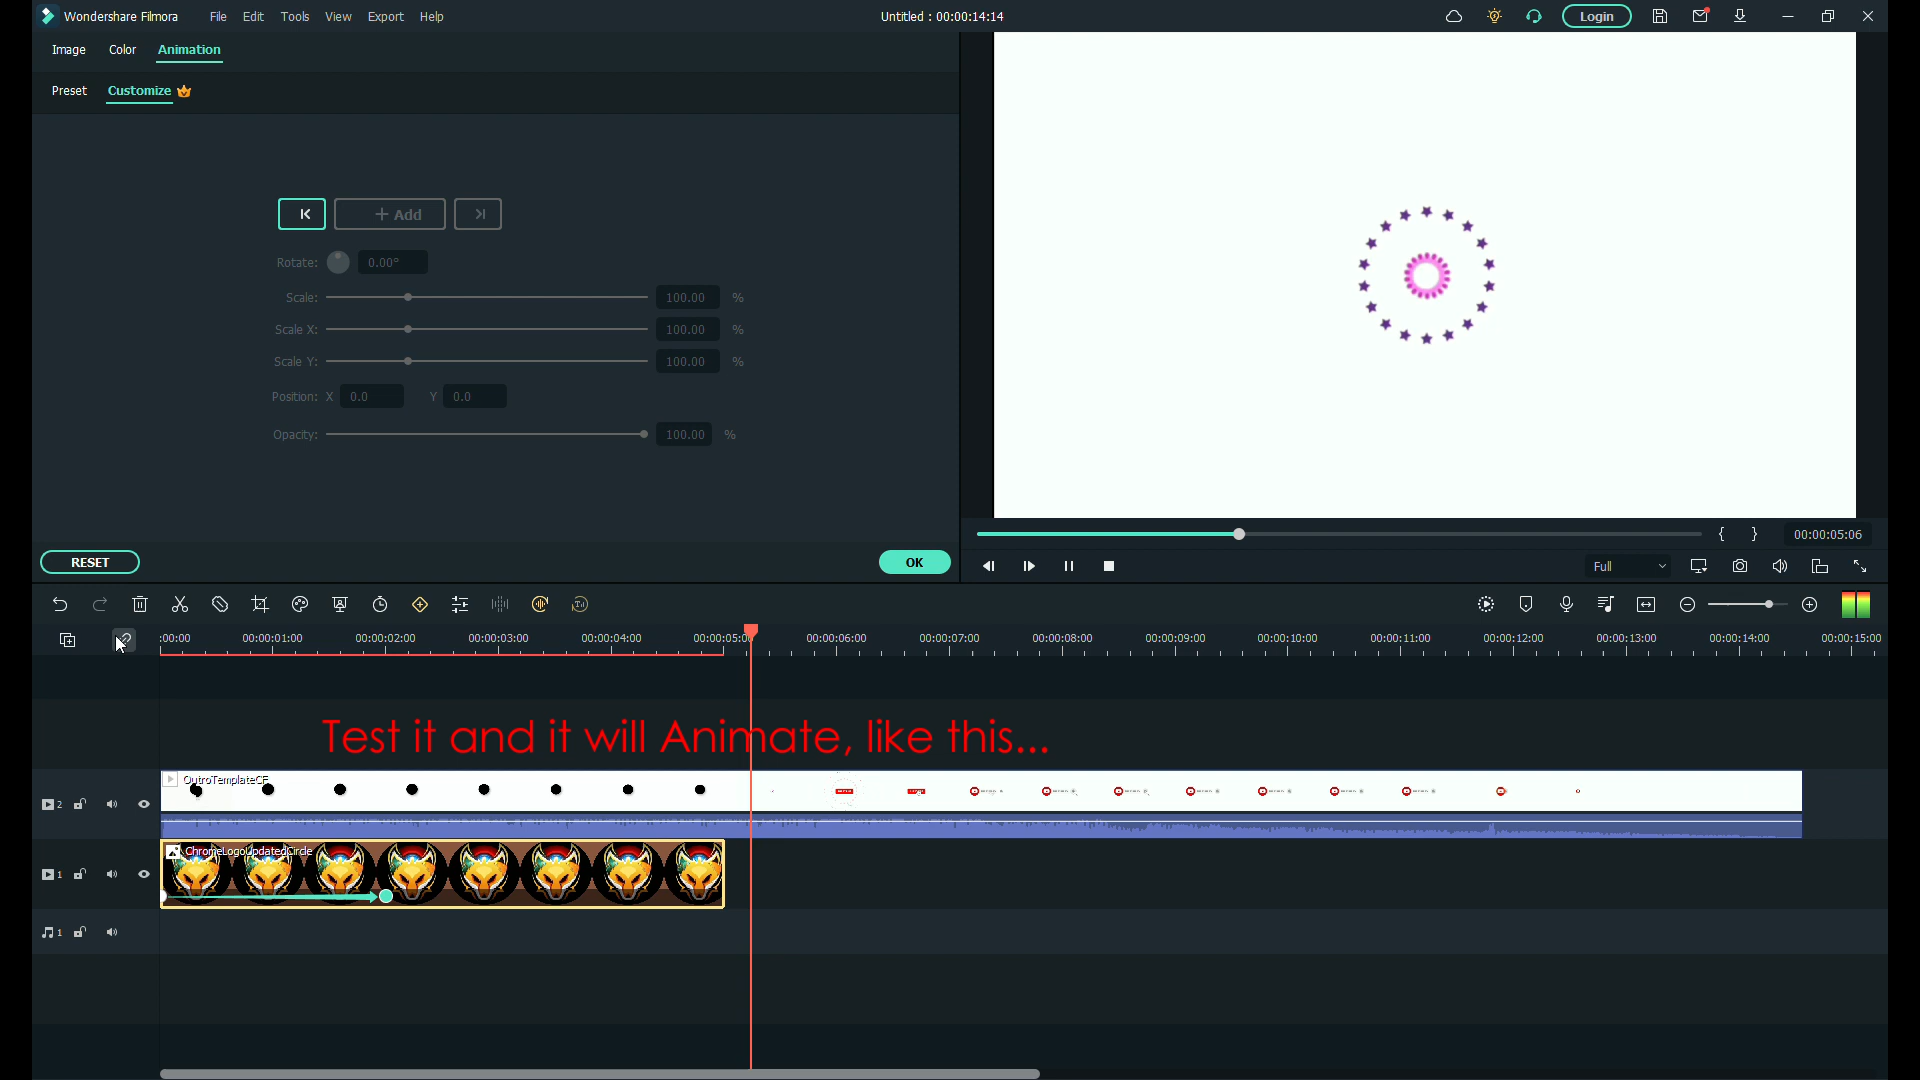 Wondershare Filmora File Edit Tools View Export Help Untitled : 00:00:14:14 Login
Image Color Animation
Preset Customize
+ Add
Rotate: 0.00°
Scale: 100.00 %
Scale X: 100.00 %
Scale Y: 100.00 %
Position: X 0.0 Y 0.0
Opacity: 100.00 %
{ } 00:00:05:06
RESET OK
Full
:00:00 00:00:01:00 00:00:02:00 00:00:03:00 00:00:04:00 00:00:05:00 00:00:06:00 00:00:07:00 00:00:08:00 00:00:09:00 00:00:10:00 00:00:11:00 00:00:12:00 00:00:13:00 00:00:14:00 00:00:15:00
Test it and it will Animate, like this...
OutroTemplateCF
2
ChromeLogoUpdatedCircle
1
1